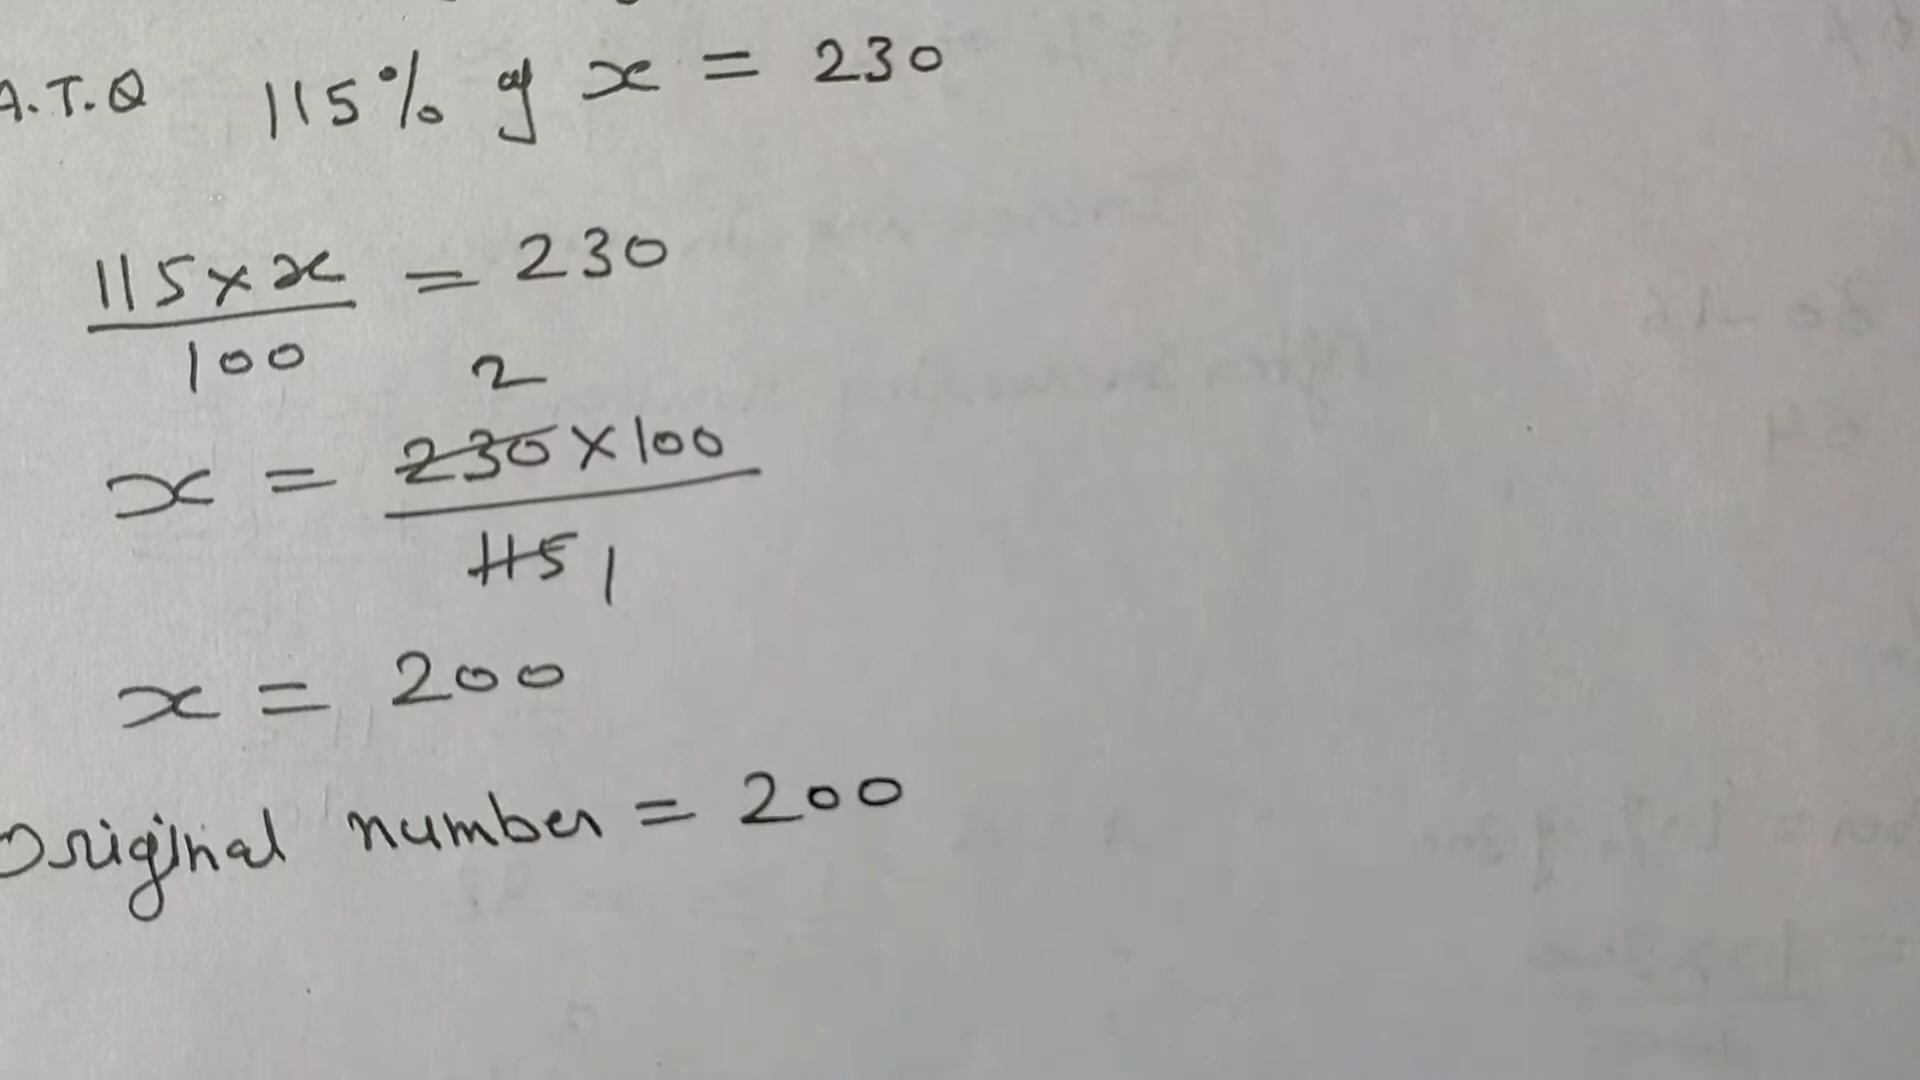 A.T.Q 115% of x = 230
115 × x / 100 = 230
2
x = 230 × 100 / 115 1
x = 200
Original number = 200